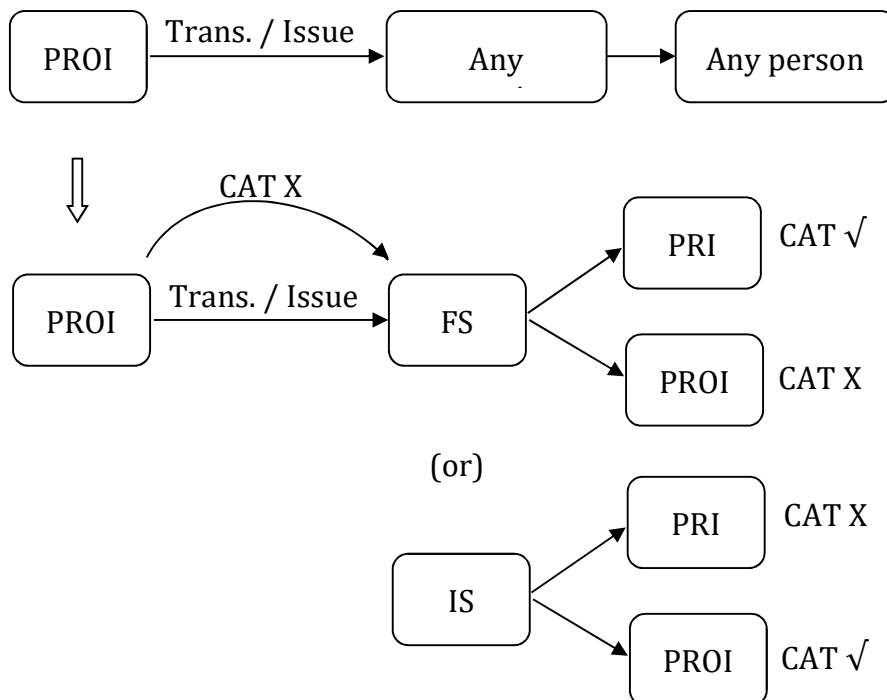 PROI
Trans. / Issue
Any
Any person
CAT X
PROI
Trans. / Issue
FS
PRI
CAT √
PROI
CAT X
(or)
IS
PRI
CAT X
PROI
CAT √